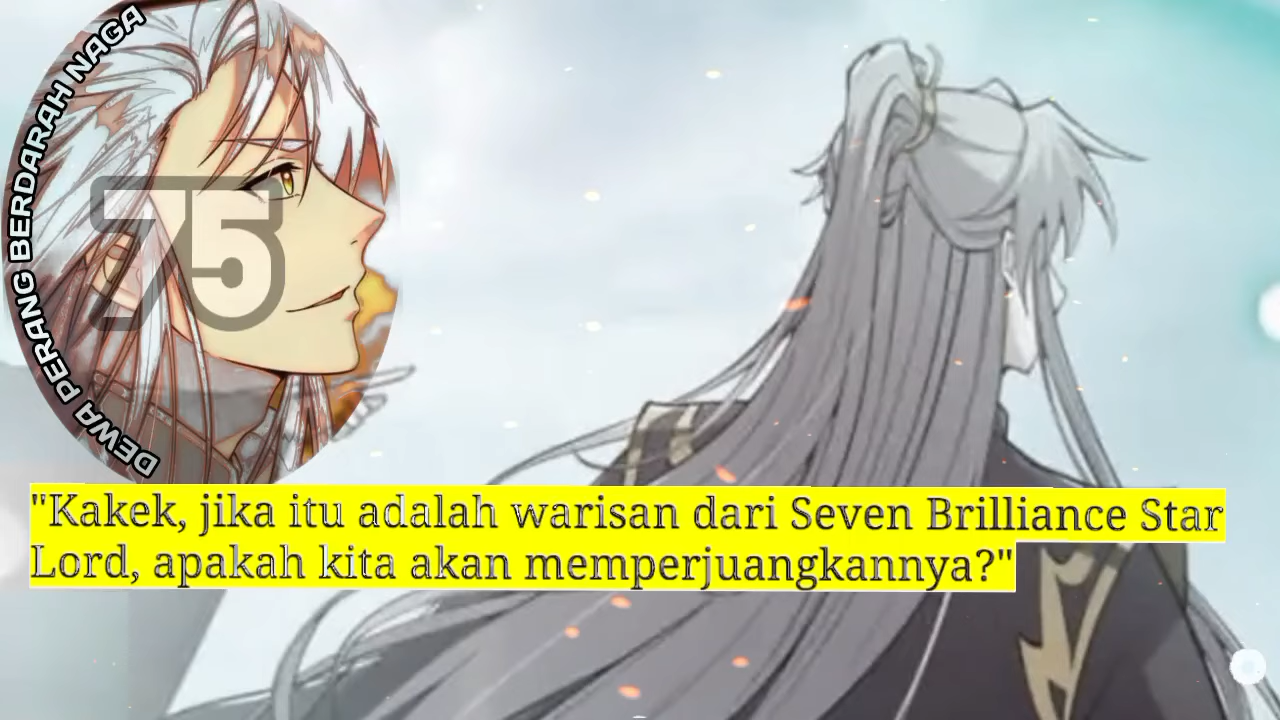 DEWA PERANG BERDARAH NAGA
75
"Kakek, jika itu adalah warisan dari Seven Brilliance Star
Lord, apakah kita akan memperjuangkannya?"